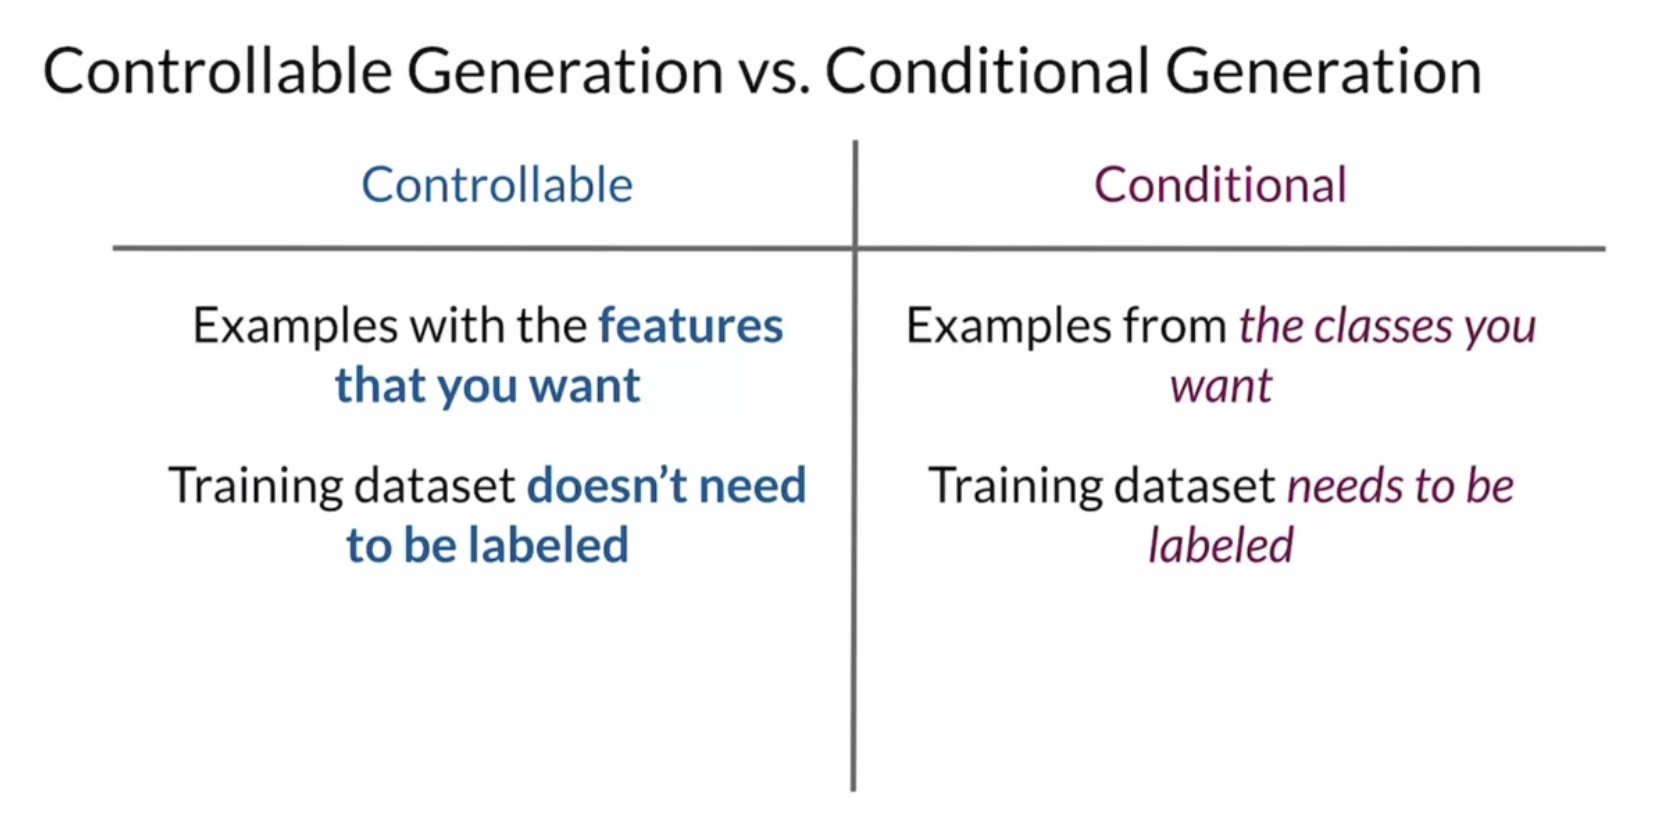 Controllable Generation vs. Conditional Generation
Controllable
Conditional
Examples with the features
that you want
Examples from the classes you
want
Training dataset doesn’t need
to be labeled
Training dataset needs to be
labeled